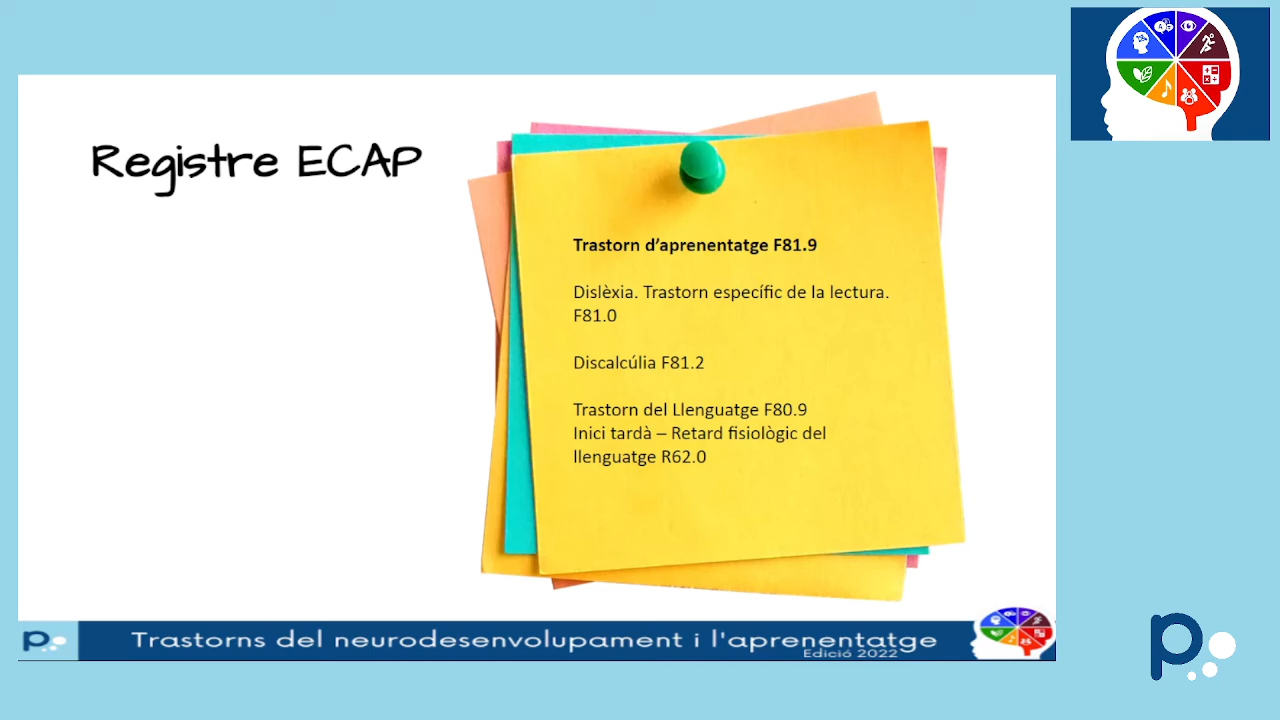 Registre ECAP
Trastorn d’aprenentatge F81.9
Dislèxia. Trastorn específic de la lectura.
F81.0
Discalcúlia F81.2
Trastorn del Llenguatge F80.9
Inici tardà – Retard fisiològic del
llenguatge R62.0
p
Trastorns del neurodesenvolupament i l'aprenentatge
Edició 2022
p